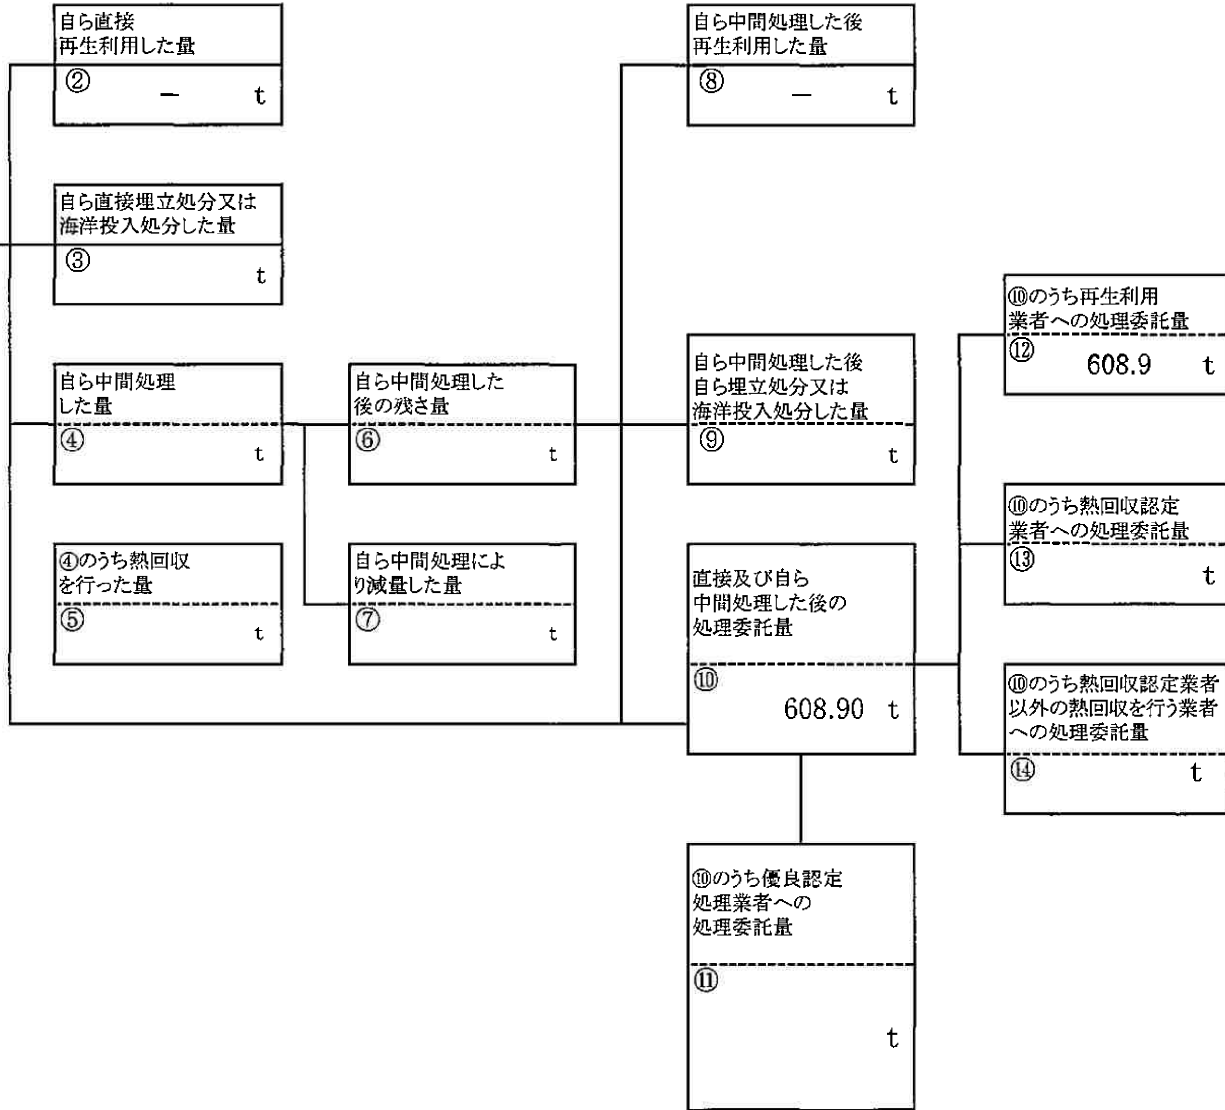 自ら直接
再生利用した量
② － t
自ら中間処理した後
再生利用した量
⑧ － t
自ら直接埋立処分又は
海洋投入処分した量
③ t
⑩のうち再生利用
業者への処理委託量
⑫ 608.9 t
自ら中間処理
した量
④ t
自ら中間処理した
後の残さ量
⑥ t
自ら中間処理した後
自ら埋立処分又は
海洋投入処分した量
⑨ t
⑩のうち熱回収認定
業者への処理委託量
⑬ t
④のうち熱回収
を行った量
⑤ t
自ら中間処理によ
り減量した量
⑦ t
直接及び自ら
中間処理した後の
処理委託量
⑩ 608.90 t
⑩のうち熱回収認定業者
以外の熱回収を行う業者
への処理委託量
⑭ t
⑩のうち優良認定
処理業者への
処理委託量
⑪ t